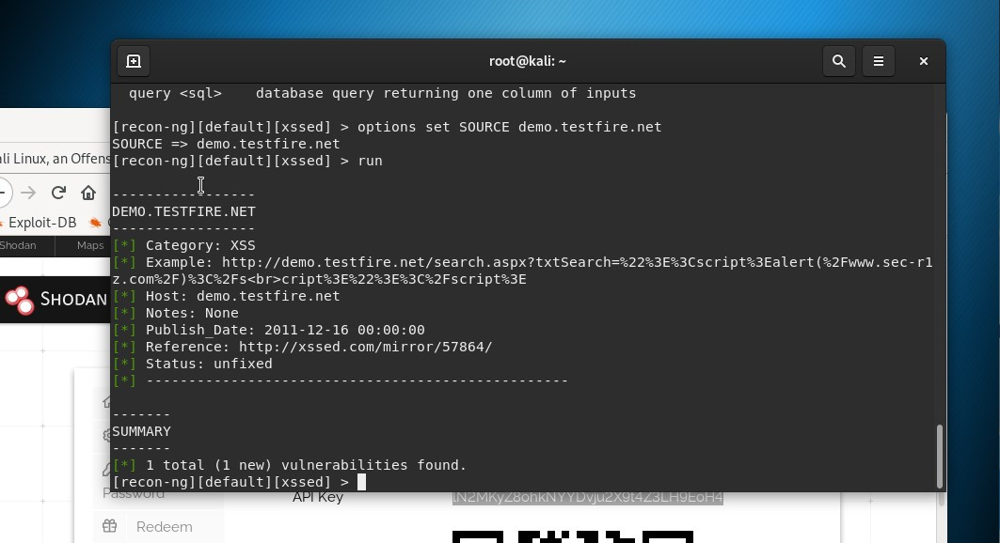 root@kali: ~
query <sql>    database query returning one column of inputs
[recon-ng][default][xssed] > options set SOURCE demo.testfire.net
SOURCE => demo.testfire.net
[recon-ng][default][xssed] > run
-----------------
DEMO.TESTFIRE.NET
-----------------
[*] Category: XSS
[*] Example: http://demo.testfire.net/search.aspx?txtSearch=%22%3E%3Cscript%3Ealert(%2Fwww.sec-r1
z.com%2F)%3C%2Fs<br>cript%3E%22%3E%3C%2Fscript%3E
[*] Host: demo.testfire.net
[*] Notes: None
[*] Publish_Date: 2011-12-16 00:00:00
[*] Reference: http://xssed.com/mirror/57864/
[*] Status: unfixed
[*] --------------------------------------------------
-------
SUMMARY
-------
[*] 1 total (1 new) vulnerabilities found.
[recon-ng][default][xssed] >
ali Linux, an Offens
Exploit-DB
Shodan
Maps
SHODAN
Password
Redeem
API Key